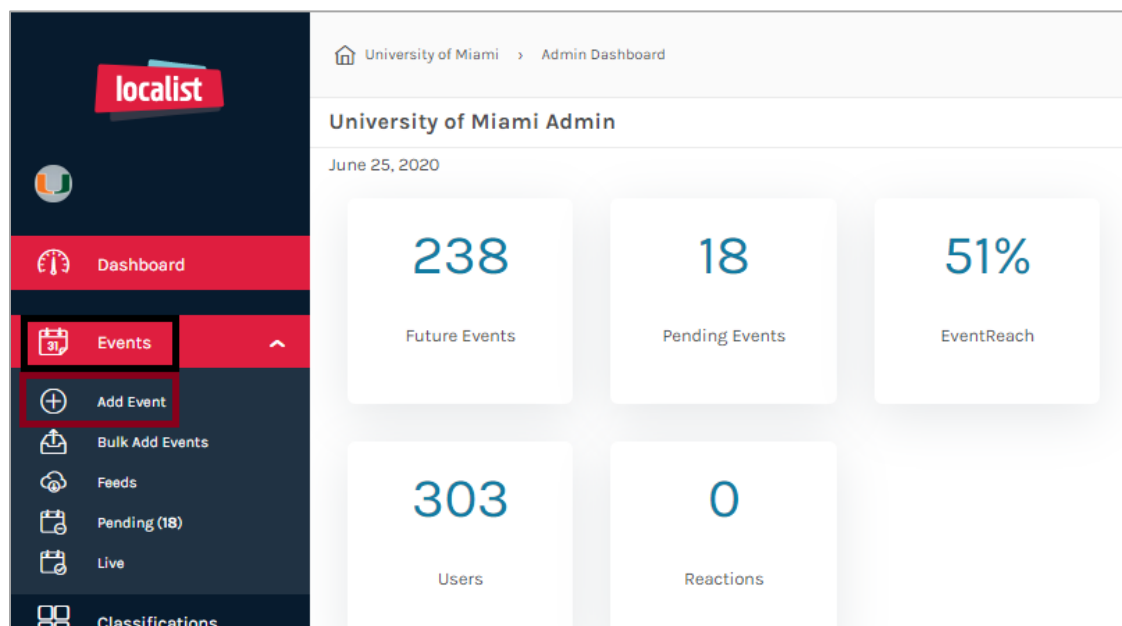 localist
Dashboard
31
Events
Add Event
Bulk Add Events
Feeds
Pending (18)
Live
Classifications
University of Miami › Admin Dashboard
University of Miami Admin
June 25, 2020
238
Future Events
18
Pending Events
51%
EventReach
303
Users
0
Reactions